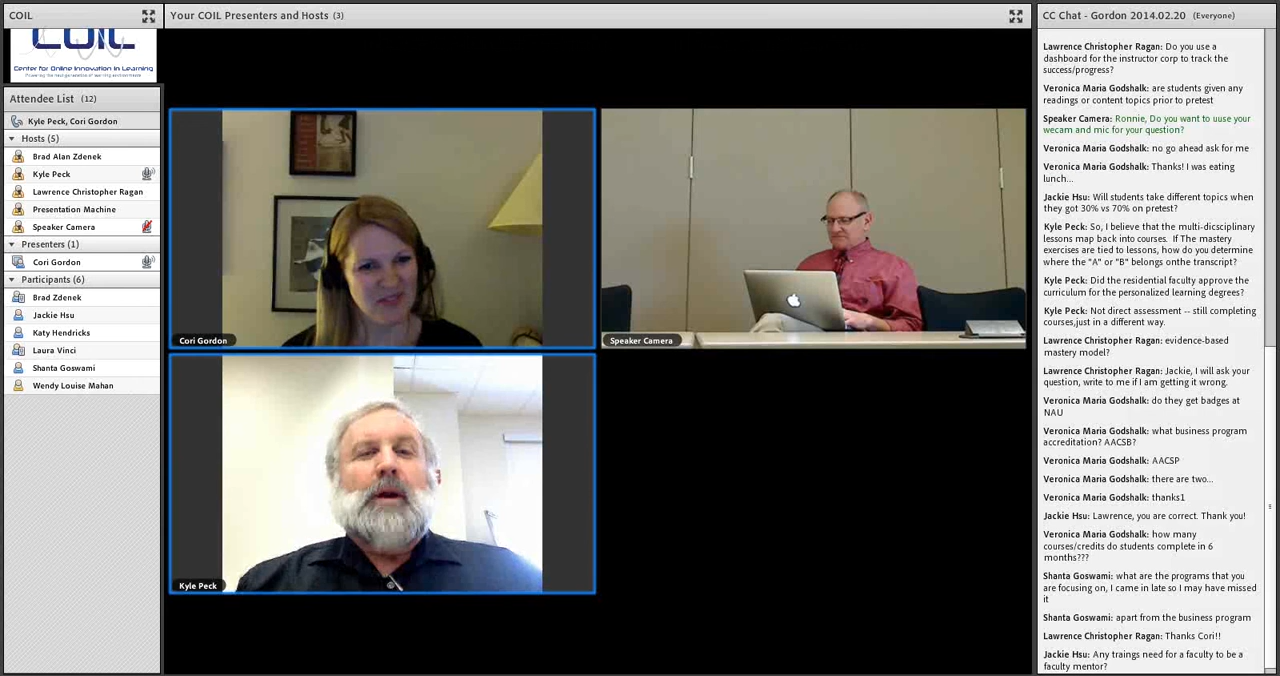 COIL
Your COIL Presenters and Hosts (3)
CC Chat - Gordon 2014.02.20 (Everyone)
COIL
Center for Online Innovation in Learning
Attendee List (12)
Kyle Peck, Cori Gordon
Hosts (5)
Brad Alan Zdenek
Kyle Peck
Lawrence Christopher Ragan
Presentation Machine
Speaker Camera
Presenters (1)
Cori Gordon
Participants (6)
Brad Zdenek
Jackie Hsu
Katy Hendricks
Laura Vinci
Shanta Goswami
Wendy Louise Mahan
Cori Gordon
Speaker Camera
Kyle Peck
Lawrence Christopher Ragan: Do you use a
dashboard for the instructor corp to track the
success/progress?
Veronica Maria Godshalk: are students given any
readings or content topics prior to pretest
Speaker Camera: Ronnie, Do you want to uuse your
wecam and mic for your question?
Veronica Maria Godshalk: no go ahead ask for me
Veronica Maria Godshalk: Thanks! I was eating
lunch...
Jackie Hsu: Will students take different topics when
they got 30% vs 70% on pretest?
Kyle Peck: So, I believe that the multi-dicsciplinary
lessons map back into courses. If The mastery
exercises are tied to lessons, how do you determine
where the "A" or "B" belongs onthe transcript?
Kyle Peck: Did the residential faculty approve the
curriculum for the personalized learning degrees?
Kyle Peck: Not direct assessment -- still completing
courses,just in a different way.
Lawrence Christopher Ragan: evidence-based
mastery model?
Lawrence Christopher Ragan: Jackie, I will ask your
question, write to me if I am getting it wrong.
Veronica Maria Godshalk: do they get badges at
NAU
Veronica Maria Godshalk: what business program
accreditation? AACSB?
Veronica Maria Godshalk: AACSP
Veronica Maria Godshalk: there are two...
Veronica Maria Godshalk: thanks1
Jackie Hsu: Lawrence, you are correct. Thank you!
Veronica Maria Godshalk: how many
courses/credits do students complete in 6
months???
Shanta Goswami: what are the programs that you
are focusing on, I came in late so I may have missed
it
Shanta Goswami: apart from the business program
Lawrence Christopher Ragan: Thanks Cori!!
Jackie Hsu: Any traings need for a faculty to be a
faculty mentor?